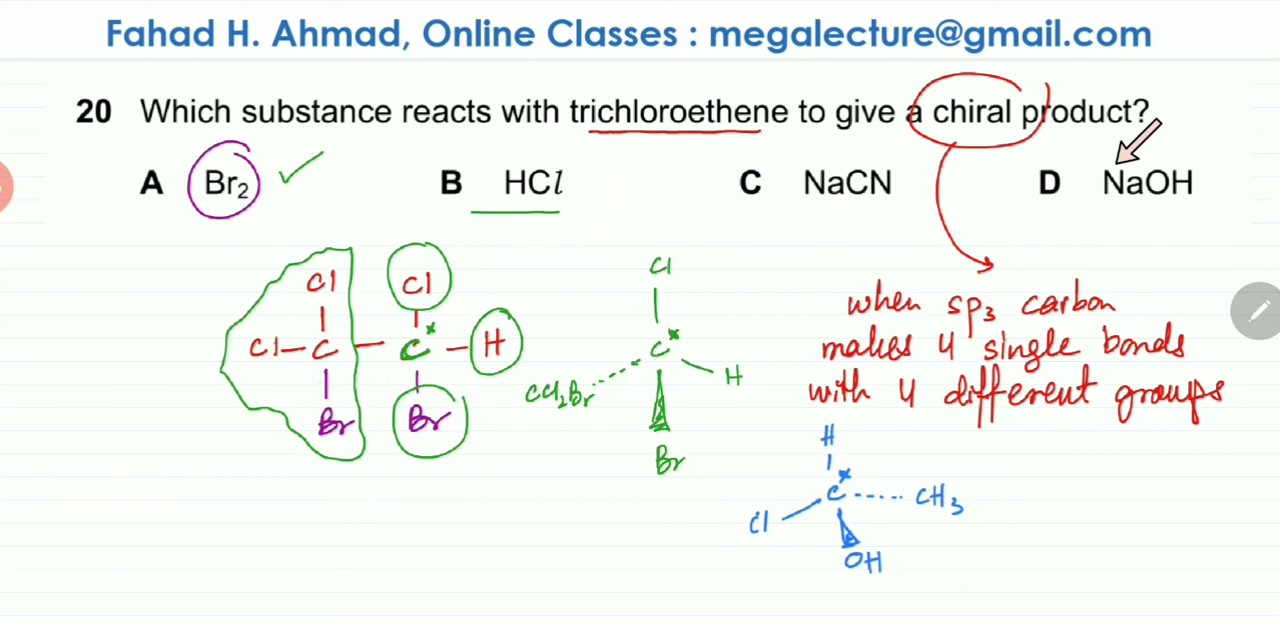 Fahad H. Ahmad, Online Classes : megalecture@gmail.com
20 Which substance reacts with trichloroethene to give a chiral product?
A Br2 B HCl C NaCN D NaOH
Cl Cl Cl
when sp3 carbon
Cl-C-C*-H C* makes 4 single bonds
CCl2Br H with 4 different groups
Br Br
H
Br
C* CH3
Cl
OH